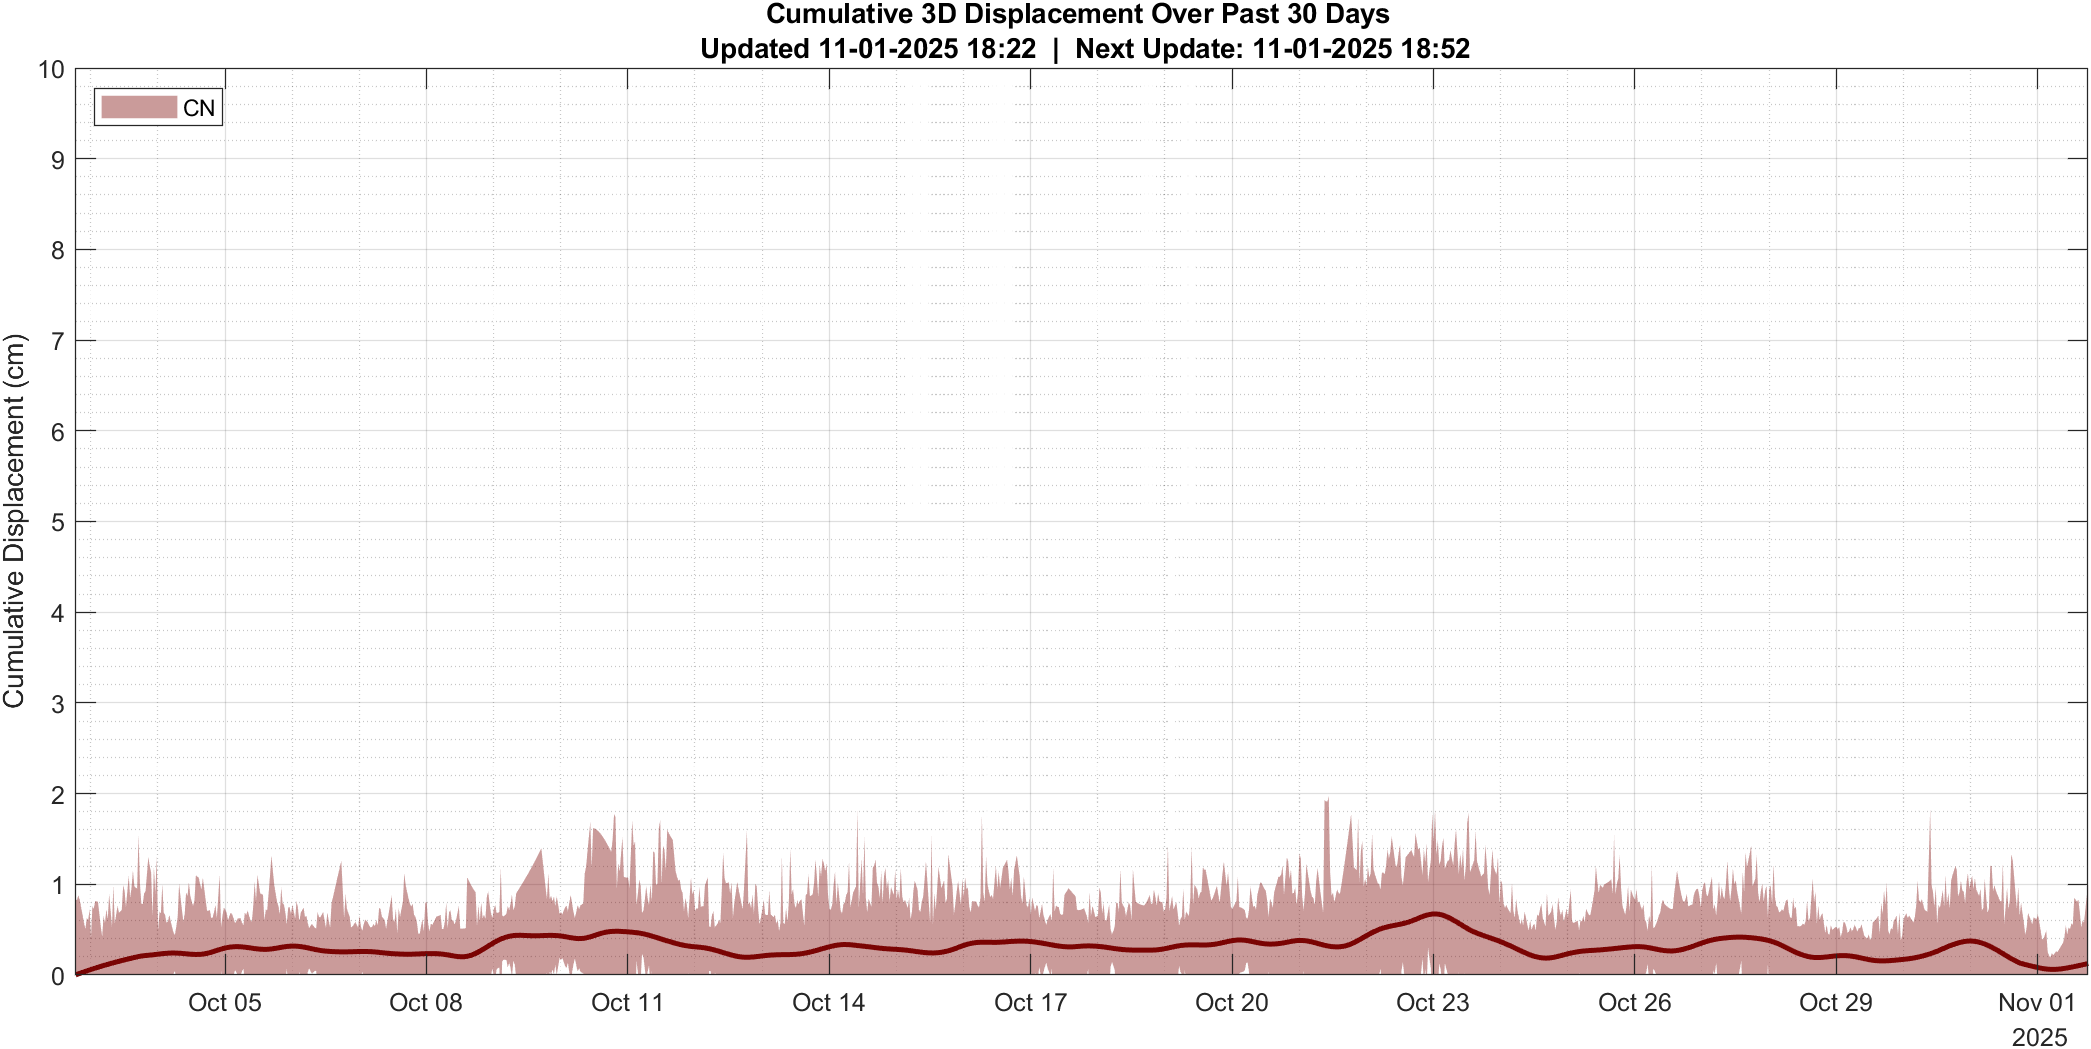 Cumulative 3D Displacement Over Past 30 Days
Updated 11-01-2025 18:22 | Next Update: 11-01-2025 18:52
CN
Cumulative Displacement (cm)
10
9
8
7
6
5
4
3
2
1
0
Oct 05 Oct 08 Oct 11 Oct 14 Oct 17 Oct 20 Oct 23 Oct 26 Oct 29 Nov 01
2025